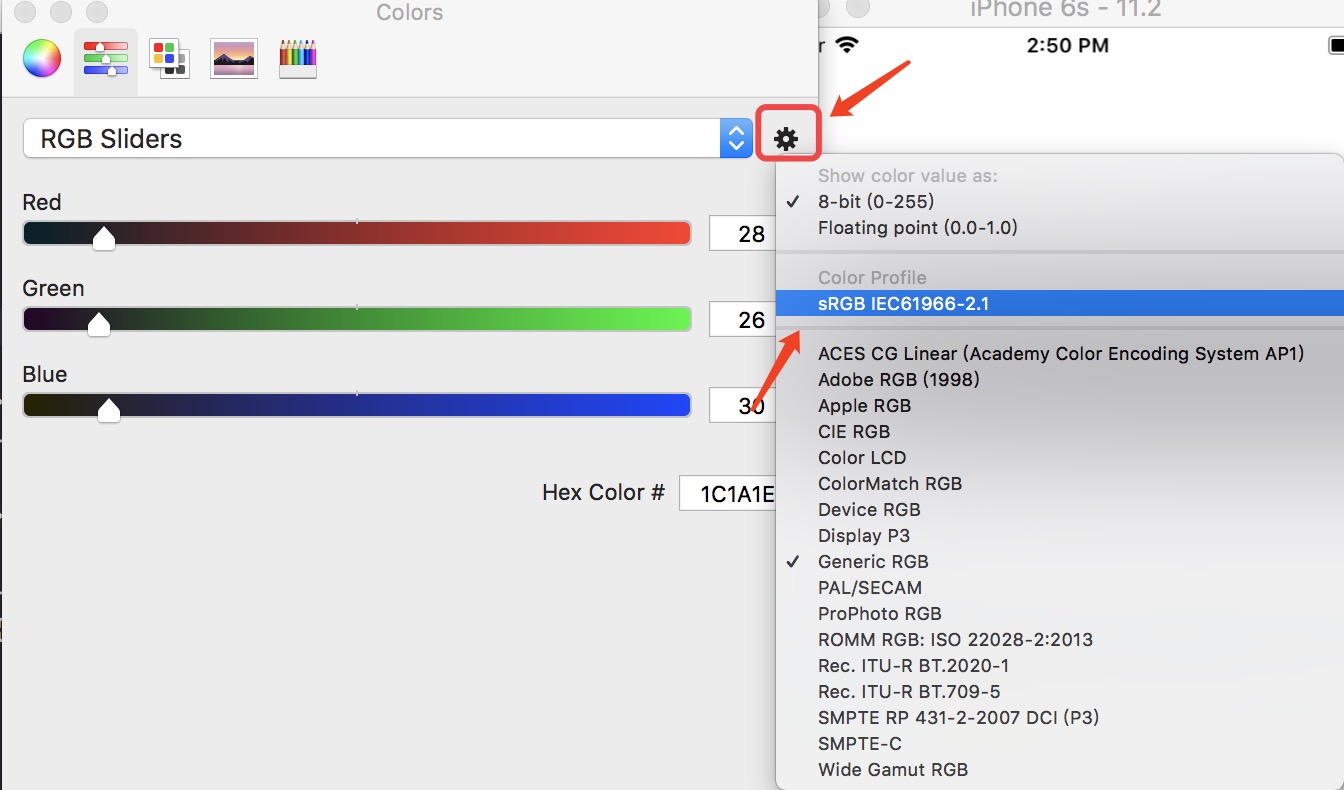 Colors
iPhone 6s - 11.2
r
2:50 PM
RGB Sliders
Show color value as:
8-bit (0-255)
Floating point (0.0-1.0)
Red
28
Green
26
Blue
30
Hex Color #
1C1A1E
Color Profile
sRGB IEC61966-2.1
ACES CG Linear (Academy Color Encoding System AP1)
Adobe RGB (1998)
Apple RGB
CIE RGB
Color LCD
ColorMatch RGB
Device RGB
Display P3
Generic RGB
PAL/SECAM
ProPhoto RGB
ROMM RGB: ISO 22028-2:2013
Rec. ITU-R BT.2020-1
Rec. ITU-R BT.709-5
SMPTE RP 431-2-2007 DCI (P3)
SMPTE-C
Wide Gamut RGB